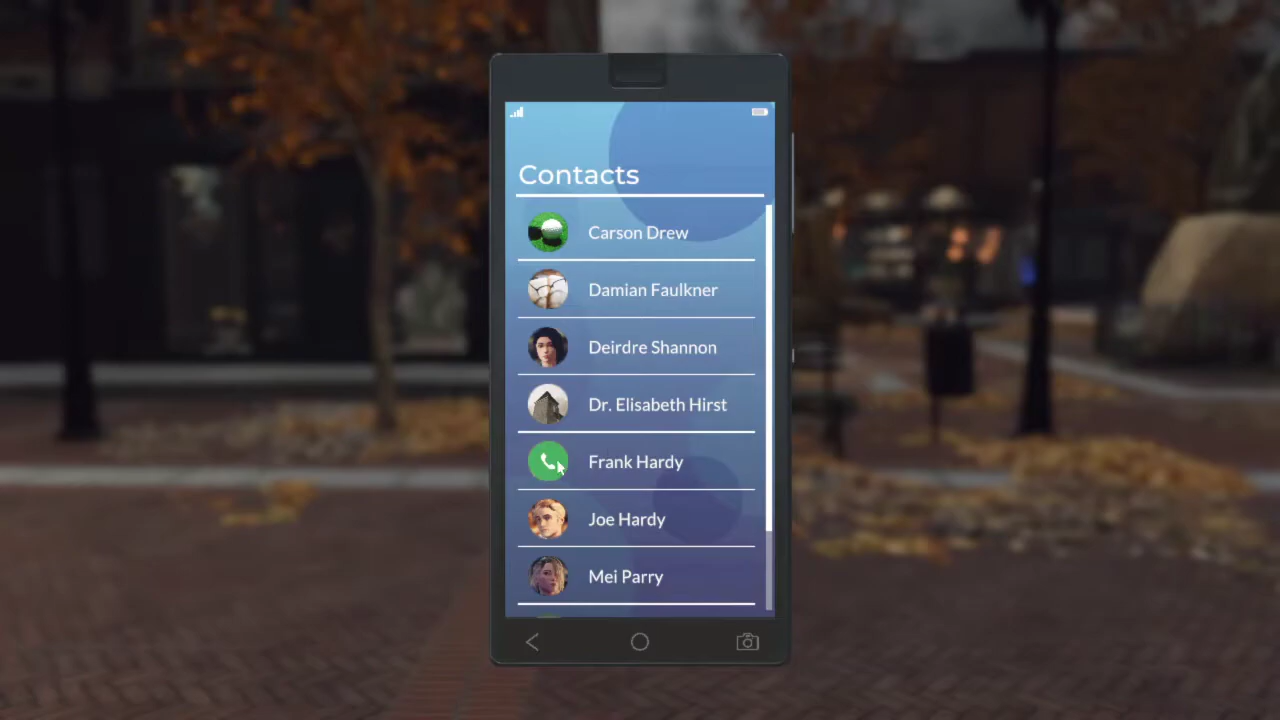 Contacts
Carson Drew
Damian Faulkner
Deirdre Shannon
Dr. Elisabeth Hirst
Frank Hardy
Joe Hardy
Mei Parry